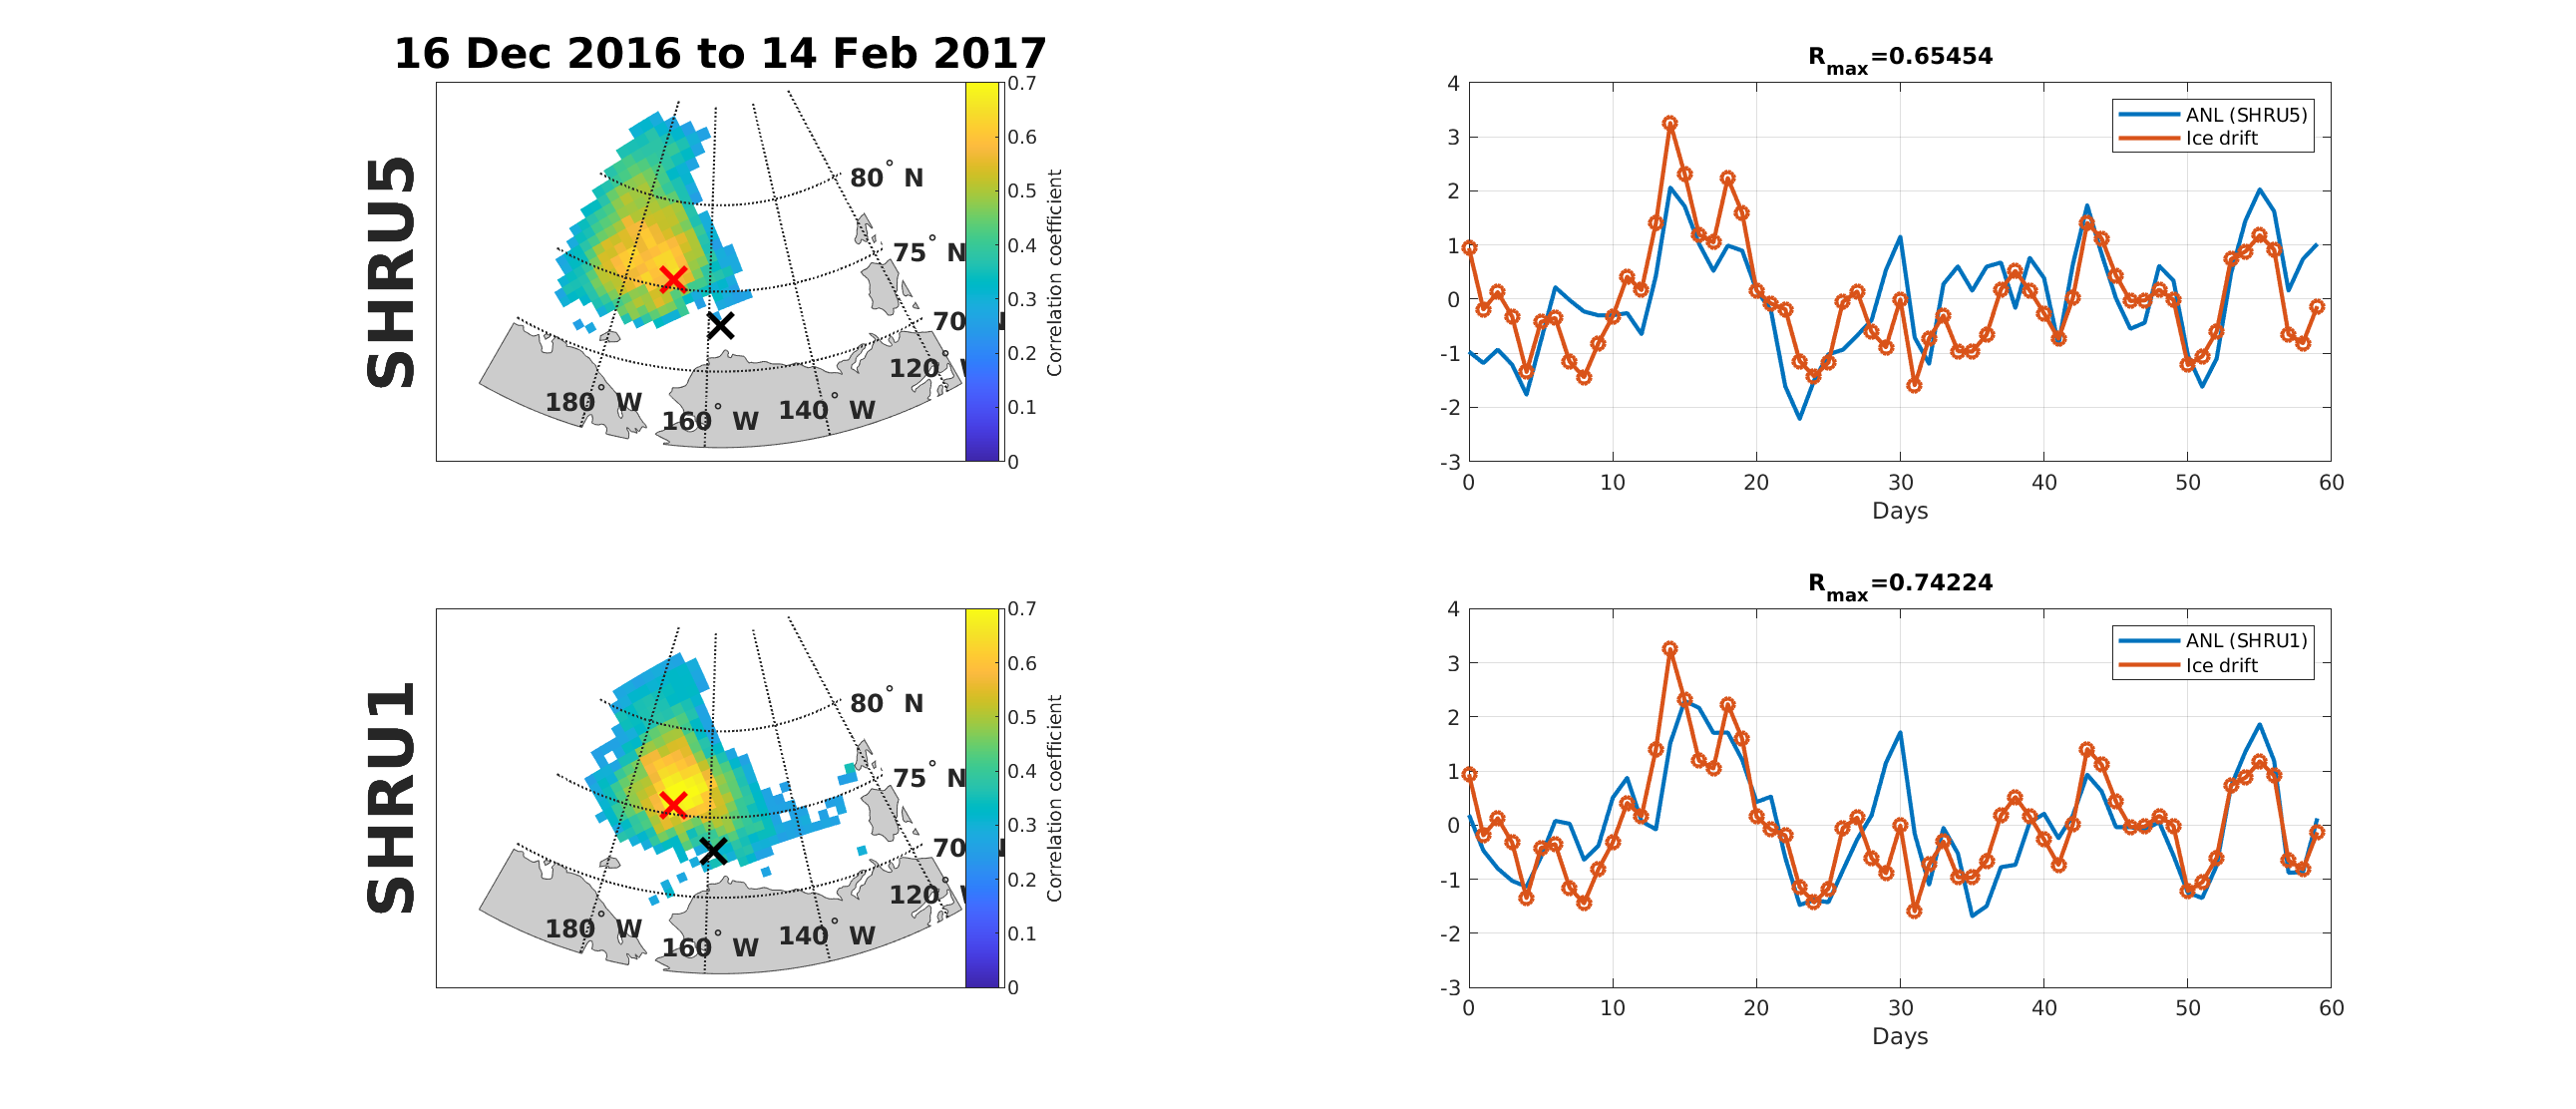 16 Dec 2016 to 14 Feb 2017
SHRU5
80° N
75° N
70
180° W
160° W
140° W
120°
0.7
0.6
0.5
0.4
0.3
0.2
0.1
0
Correlation coefficient
Rmax=0.65454
4
3
2
1
0
-1
-2
-3
0 10 20 30 40 50 60
Days
ANL (SHRU5)
Ice drift
SHRU1
80° N
75° N
70
180° W
160° W
140° W
120°
0.7
0.6
0.5
0.4
0.3
0.2
0.1
0
Correlation coefficient
Rmax=0.74224
4
3
2
1
0
-1
-2
-3
0 10 20 30 40 50 60
Days
ANL (SHRU1)
Ice drift